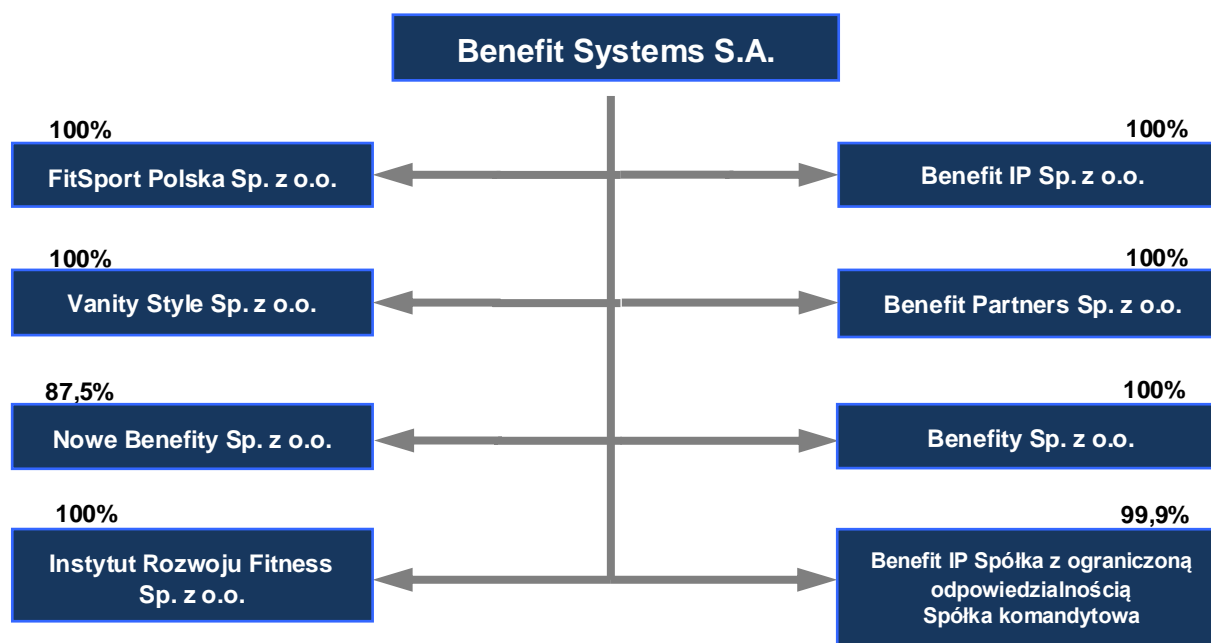 Benefit Systems S.A.
100%
FitSport Polska Sp. z o.o.
100%
Benefit IP Sp. z o.o.
100%
Vanity Style Sp. z o.o.
100%
Benefit Partners Sp. z o.o.
87,5%
Nowe Benefity Sp. z o.o.
100%
Benefity Sp. z o.o.
100%
Instytut Rozwoju Fitness
Sp. z o.o.
99,9%
Benefit IP Spółka z ograniczoną
odpowiedzialnością
Spółka komandytowa